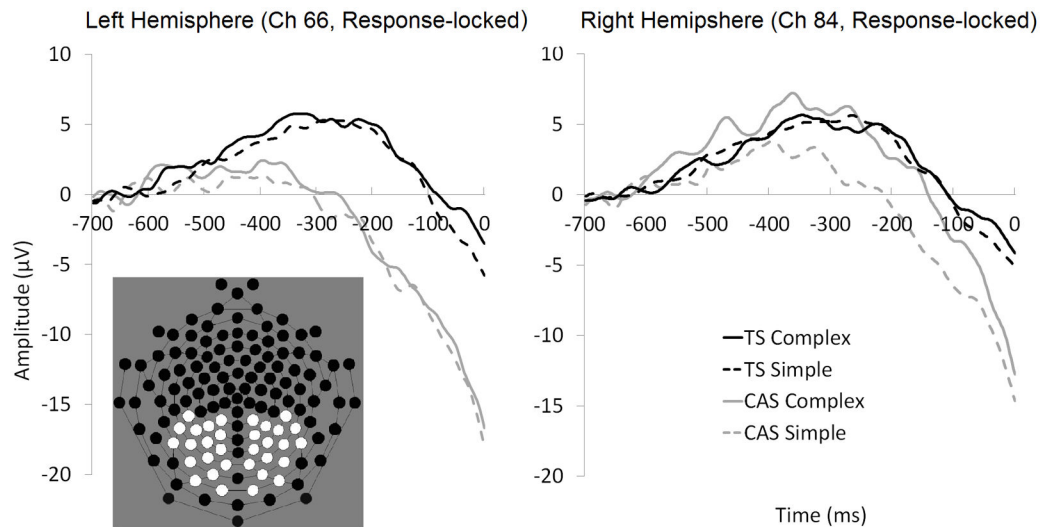 Left Hemisphere (Ch 66, Response-locked)
Right Hemipshere (Ch 84, Response-locked)
Amplitude (µV)
10
5
0
-5
-10
-15
-20
-700 -600 -500 -400 -300 -200 -100 0
10
5
0
-5
-10
-15
-20
-700 -600 -500 -400 -300 -200 -100 0
TS Complex
TS Simple
CAS Complex
CAS Simple
Time (ms)